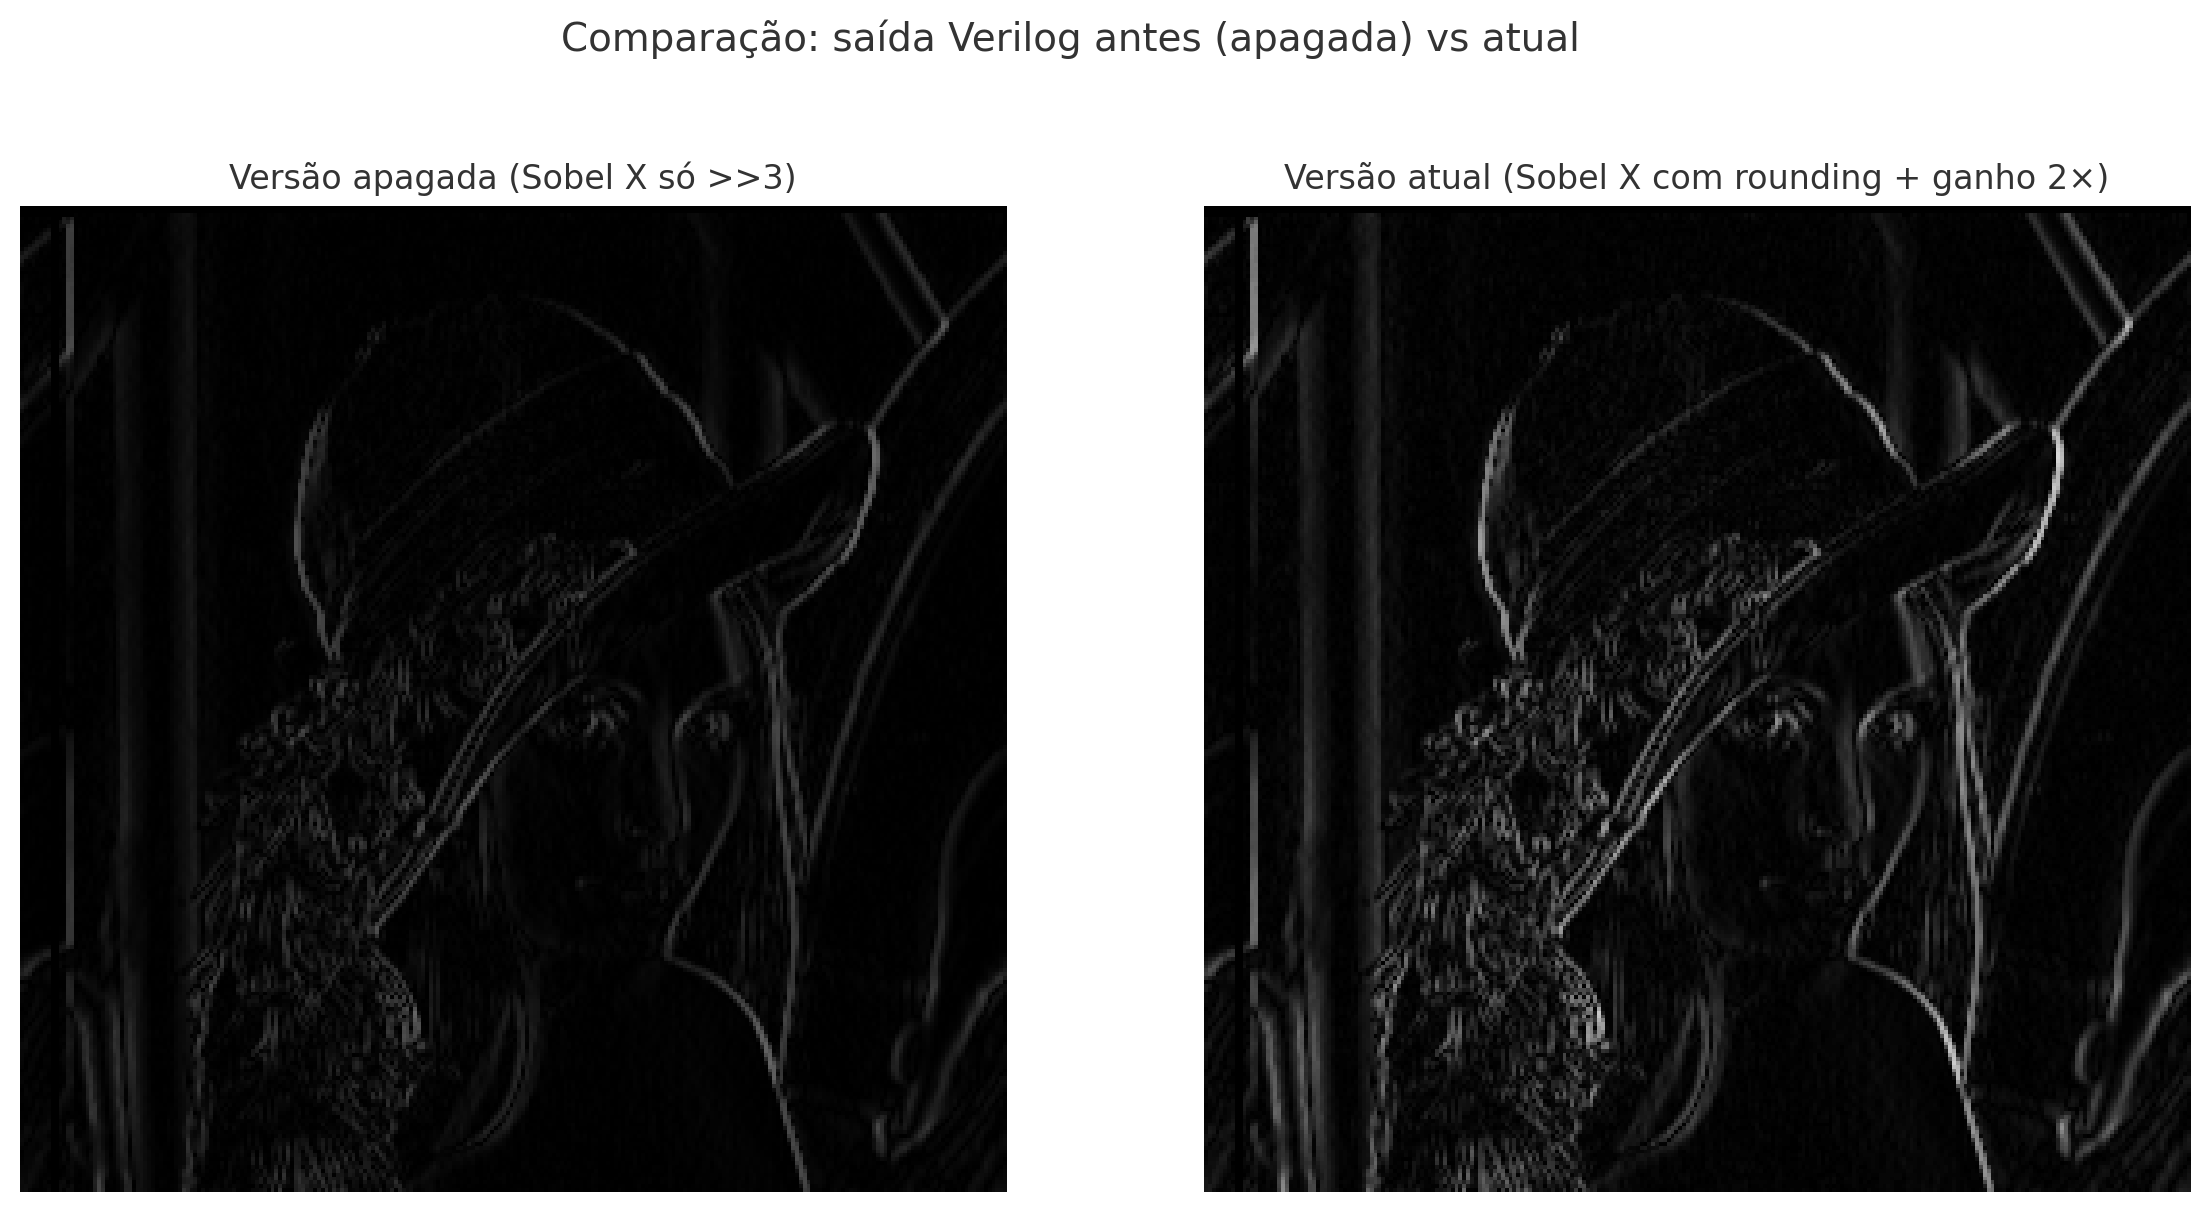 Comparação: saída Verilog antes (apagada) vs atual
Versão apagada (Sobel X só >>3)
Versão atual (Sobel X com rounding + ganho 2×)